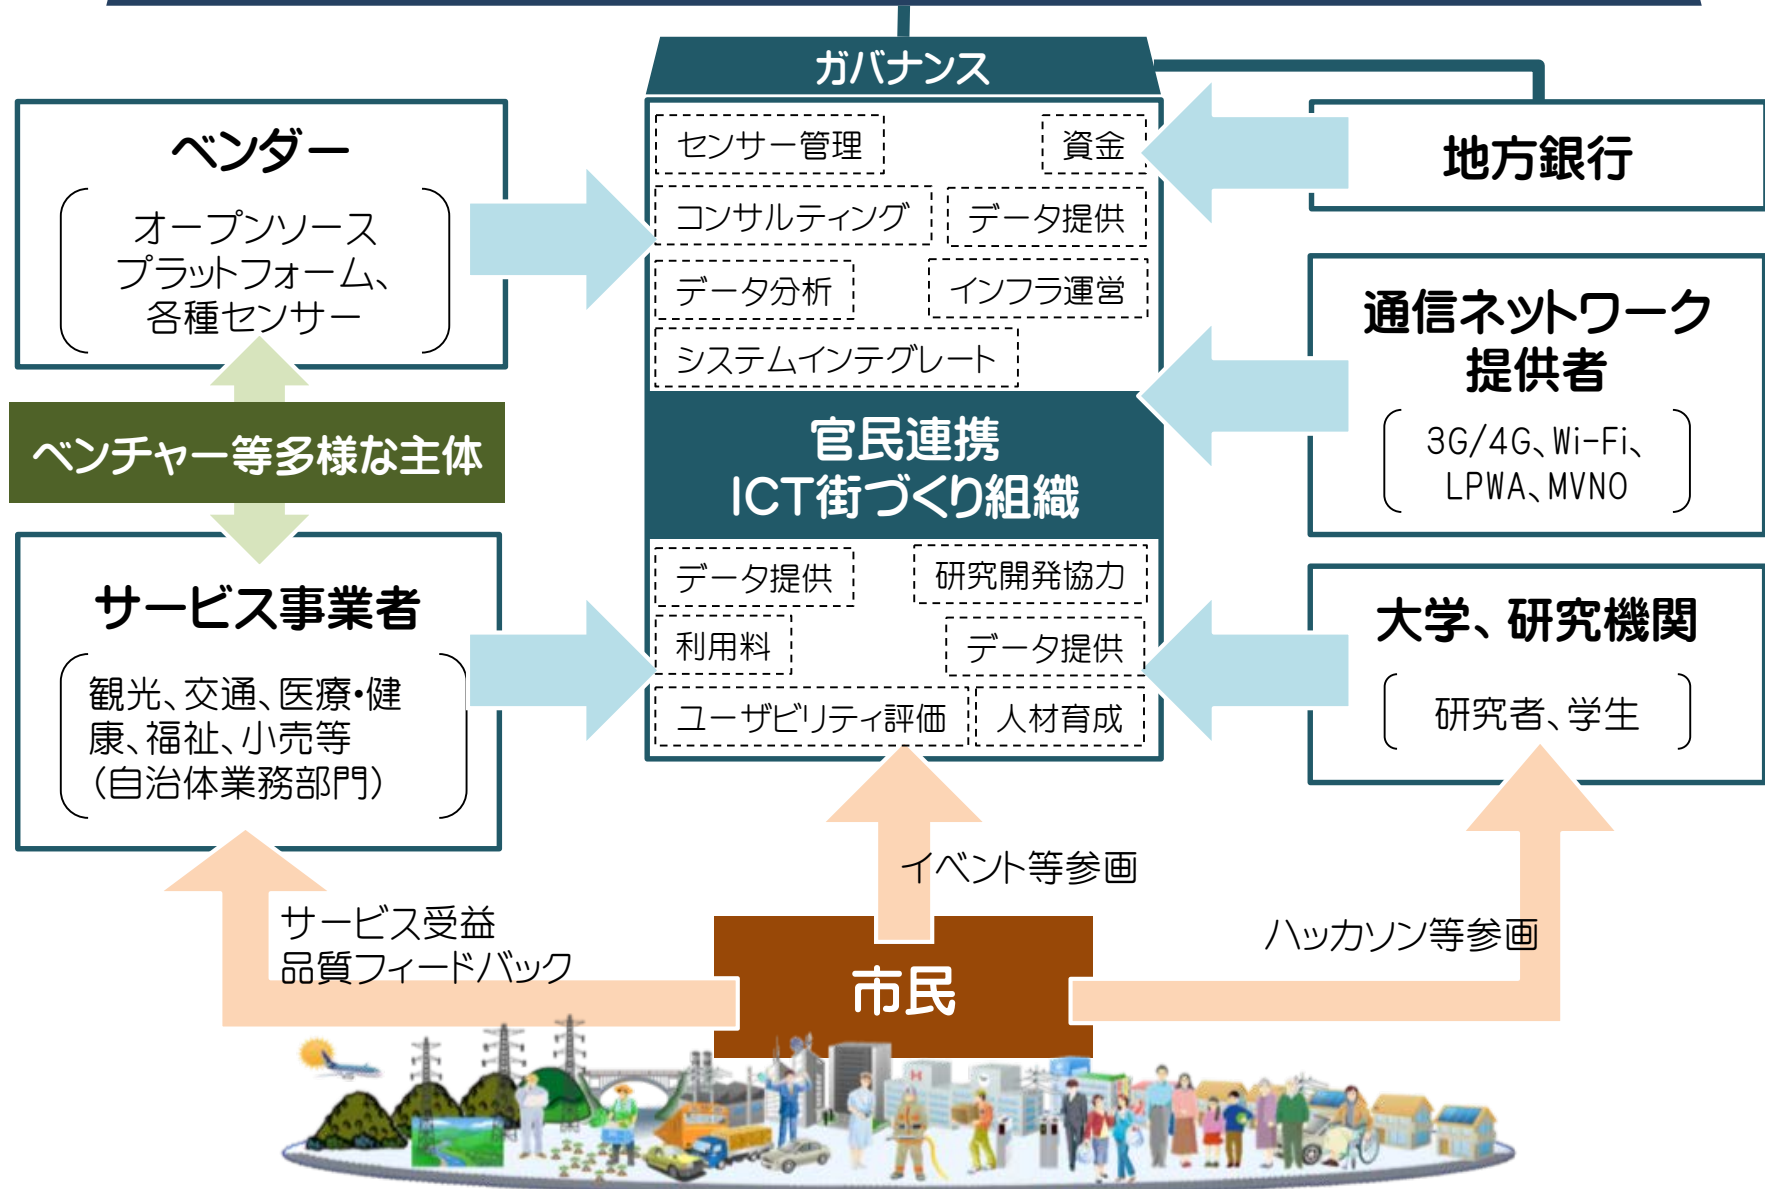 ガバナンス
ベンダー
オープンソース
プラットフォーム、
各種センサー
ベンチャー等多様な主体
サービス事業者
観光、交通、医療・健
康、福祉、小売等
(自治体業務部門)
センサー管理
資金
コンサルティング
データ提供
データ分析
インフラ運営
システムインテグレート
官民連携
ICT街づくり組織
データ提供
研究開発協力
利用料
データ提供
ユーザビリティ評価
人材育成
地方銀行
通信ネットワーク
提供者
3G/4G、Wi-Fi、
LPWA、MVNO
大学、研究機関
研究者、学生
イベント等参画
サービス受益
品質フィードバック
ハッカソン等参画
市民
H